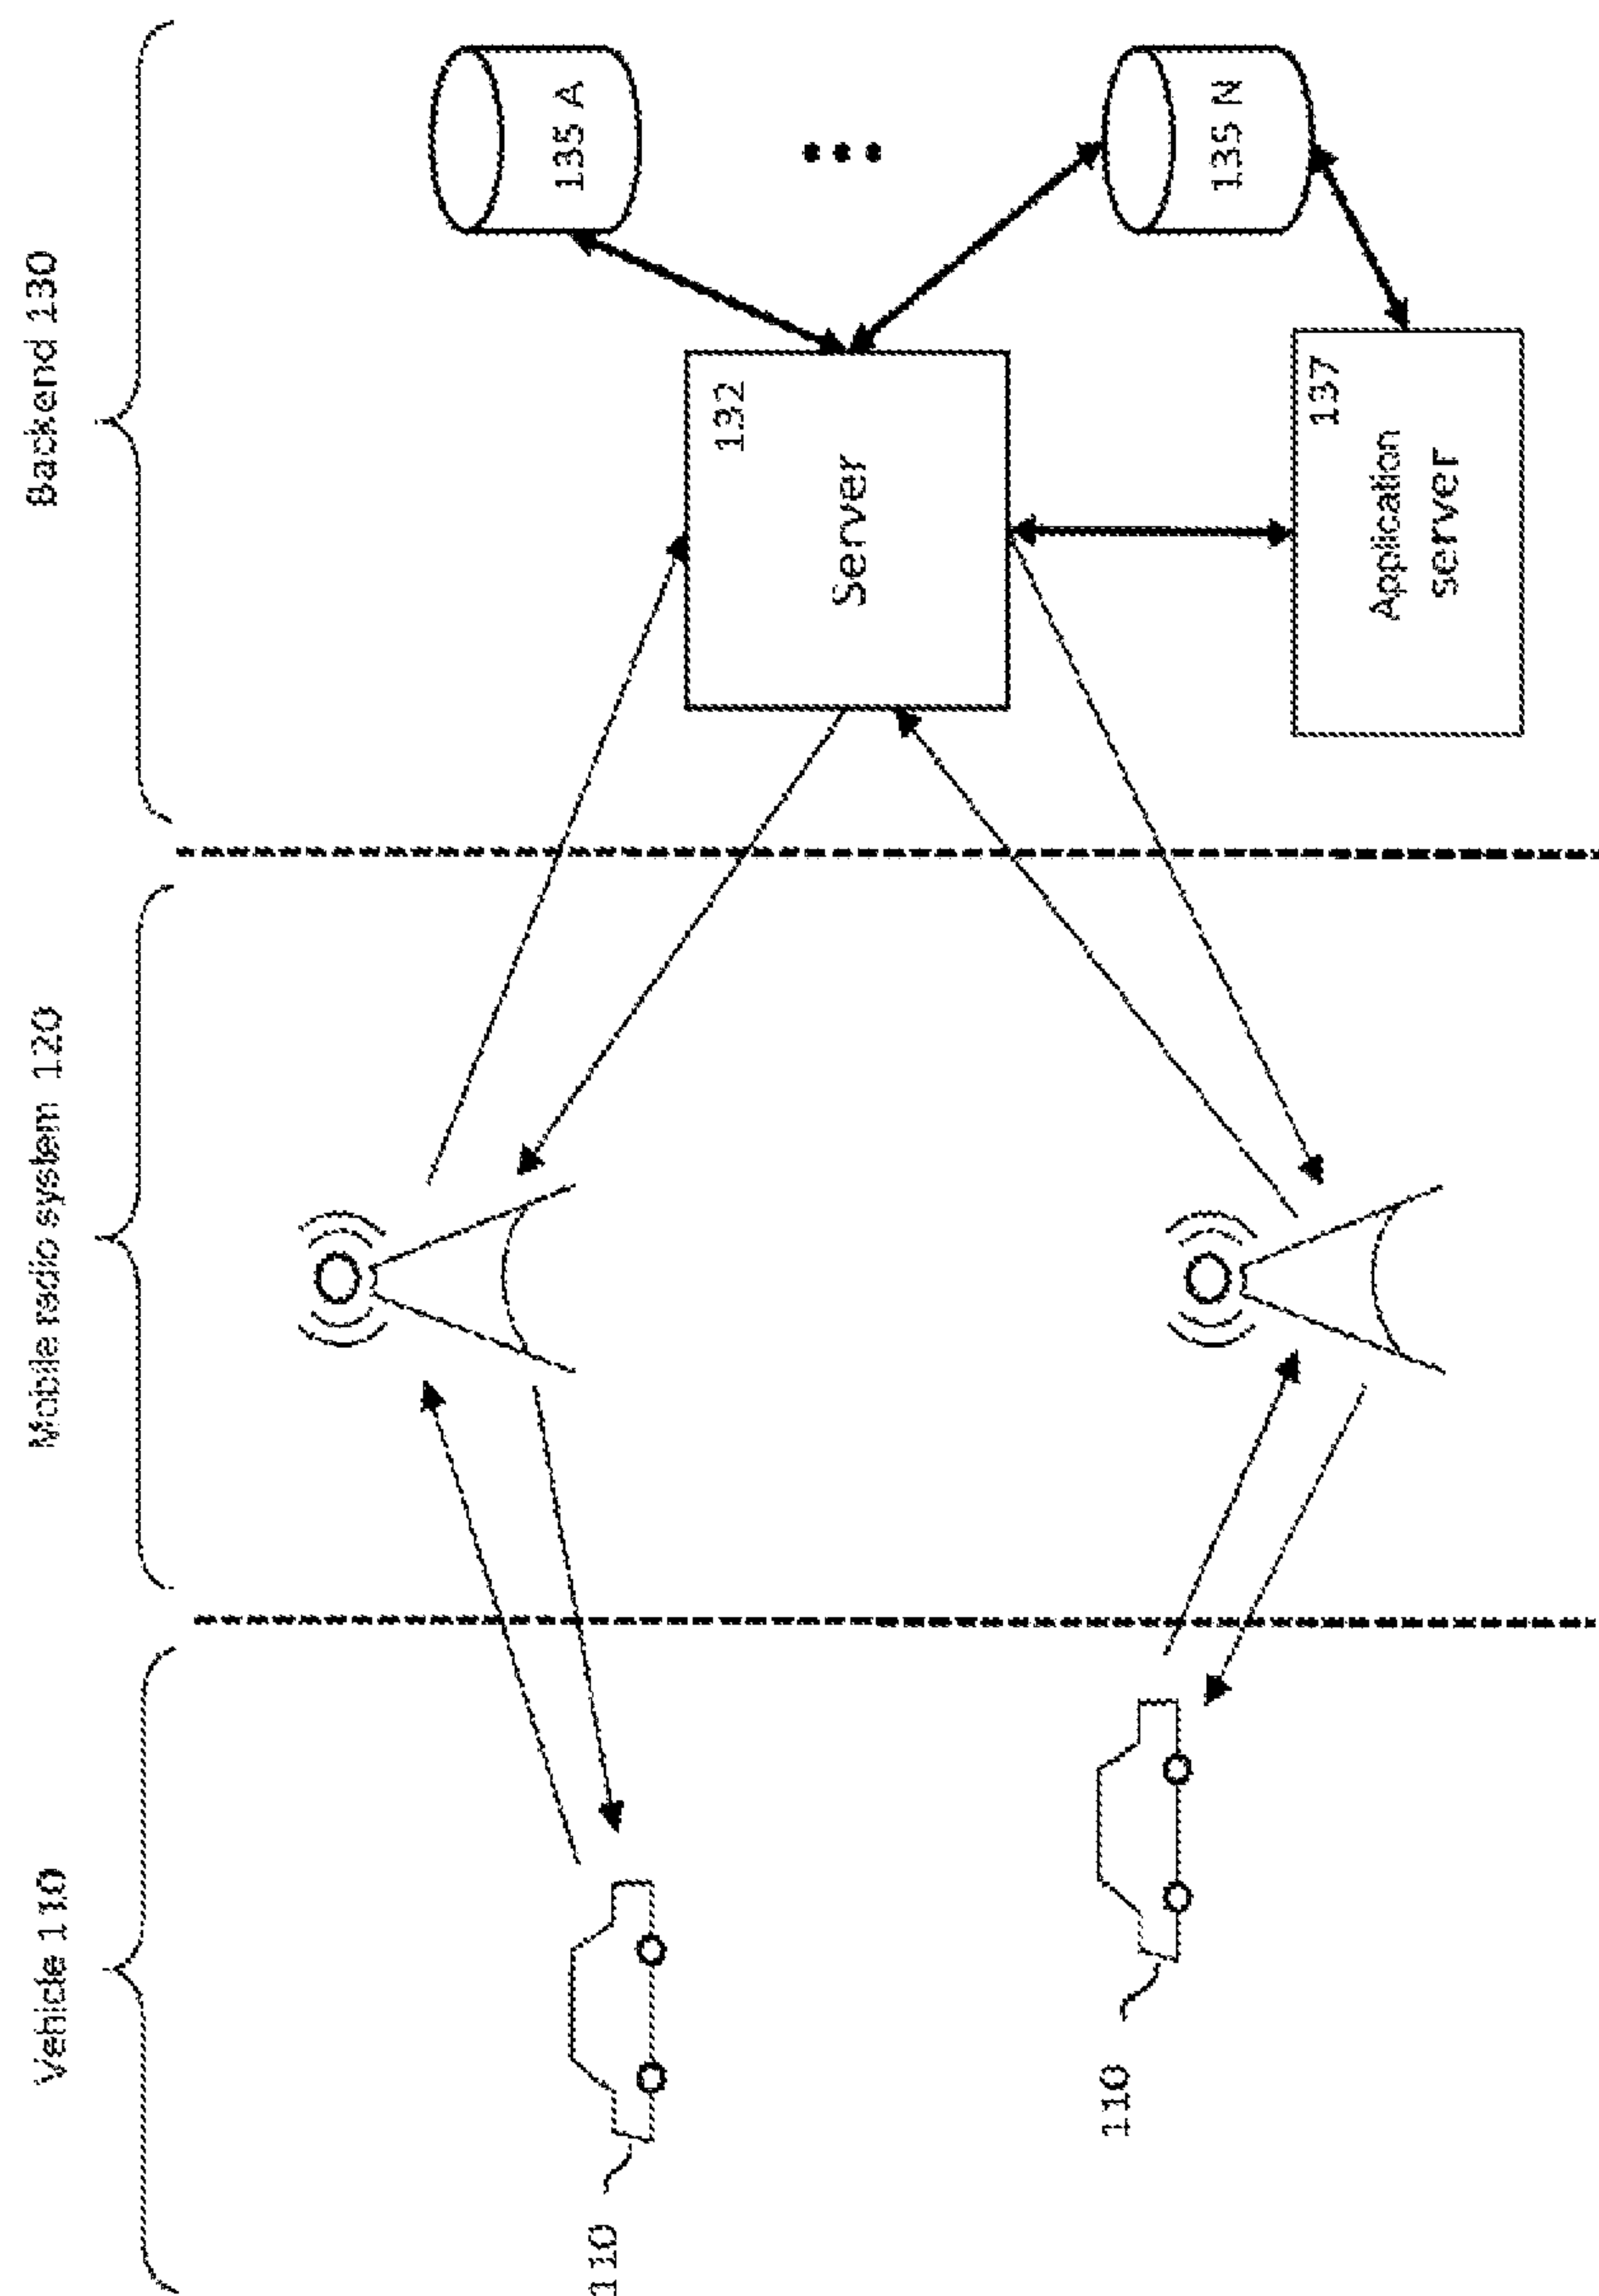 Vehicle 110
Mobile radio system 120
Backend 130
110
110
132
Server
135 A
135 N
137
Application
server